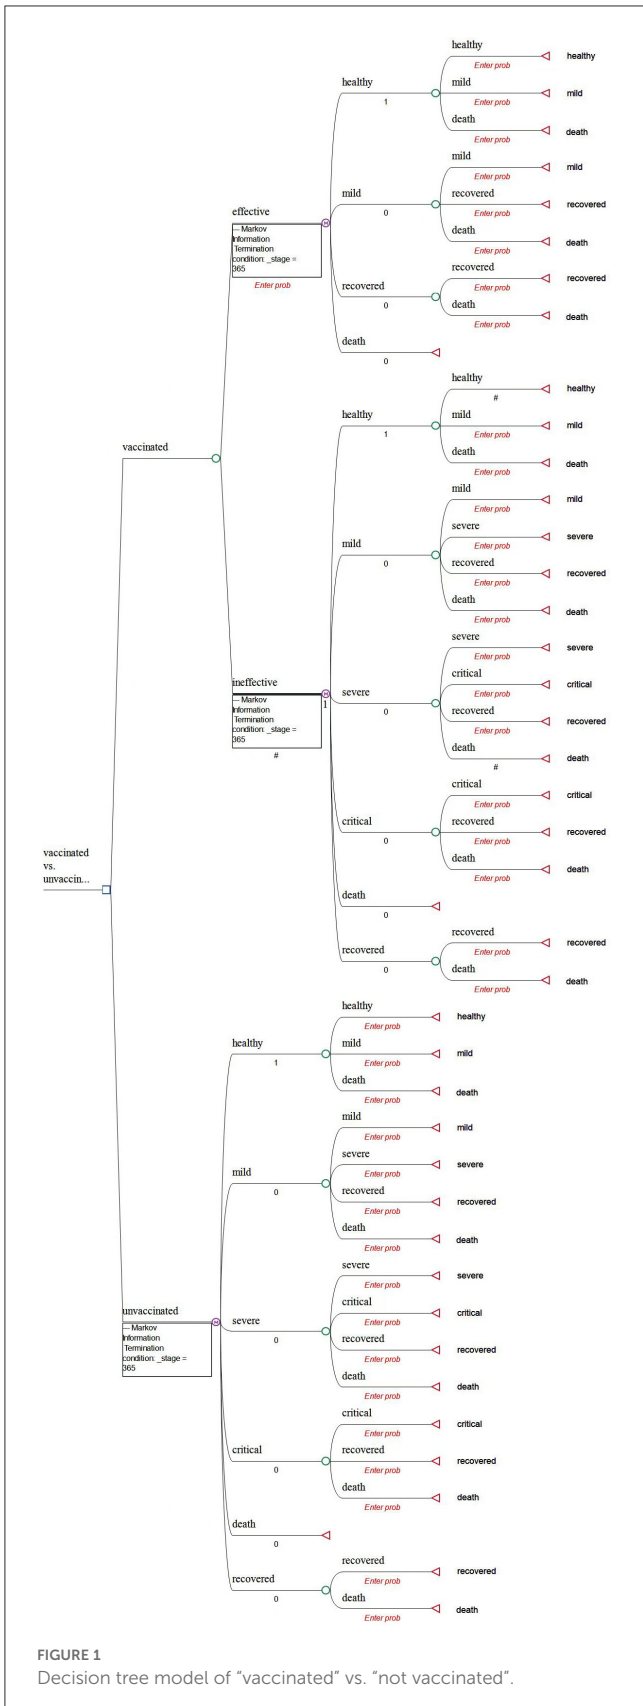 healthy
Enter prob
healthy
mild
Enter prob
mild
death
Enter prob
death
healthy
1
mild
Enter prob
mild
recovered
Enter prob
recovered
death
Enter prob
death
mild
0
recovered
Enter prob
recovered
death
Enter prob
death
recovered
0
death
0
effective
--- Markov
Information
Termination
condition: _stage =
365
Enter prob
healthy
#
healthy
mild
Enter prob
mild
death
Enter prob
death
healthy
1
mild
Enter prob
mild
severe
Enter prob
severe
recovered
Enter prob
recovered
death
Enter prob
death
mild
0
severe
Enter prob
severe
critical
Enter prob
critical
recovered
Enter prob
recovered
death
#
death
severe
0
critical
Enter prob
critical
recovered
Enter prob
recovered
death
Enter prob
death
critical
0
death
0
recovered
Enter prob
recovered
death
Enter prob
death
recovered
0
vaccinated
ineffective
1
--- Markov
Information
Termination
condition: _stage =
365
#
vaccinated
vs.
unvaccin...
healthy
Enter prob
healthy
mild
Enter prob
mild
death
Enter prob
death
healthy
1
mild
Enter prob
mild
severe
Enter prob
severe
recovered
Enter prob
recovered
death
Enter prob
death
mild
0
severe
Enter prob
severe
critical
Enter prob
critical
recovered
Enter prob
recovered
death
Enter prob
death
severe
0
unvaccinated
--- Markov
Information
Termination
condition: _stage =
365
critical
Enter prob
critical
recovered
Enter prob
recovered
death
Enter prob
death
critical
0
death
0
recovered
Enter prob
recovered
death
Enter prob
death
recovered
0
FIGURE 1
Decision tree model of "vaccinated" vs. "not vaccinated".